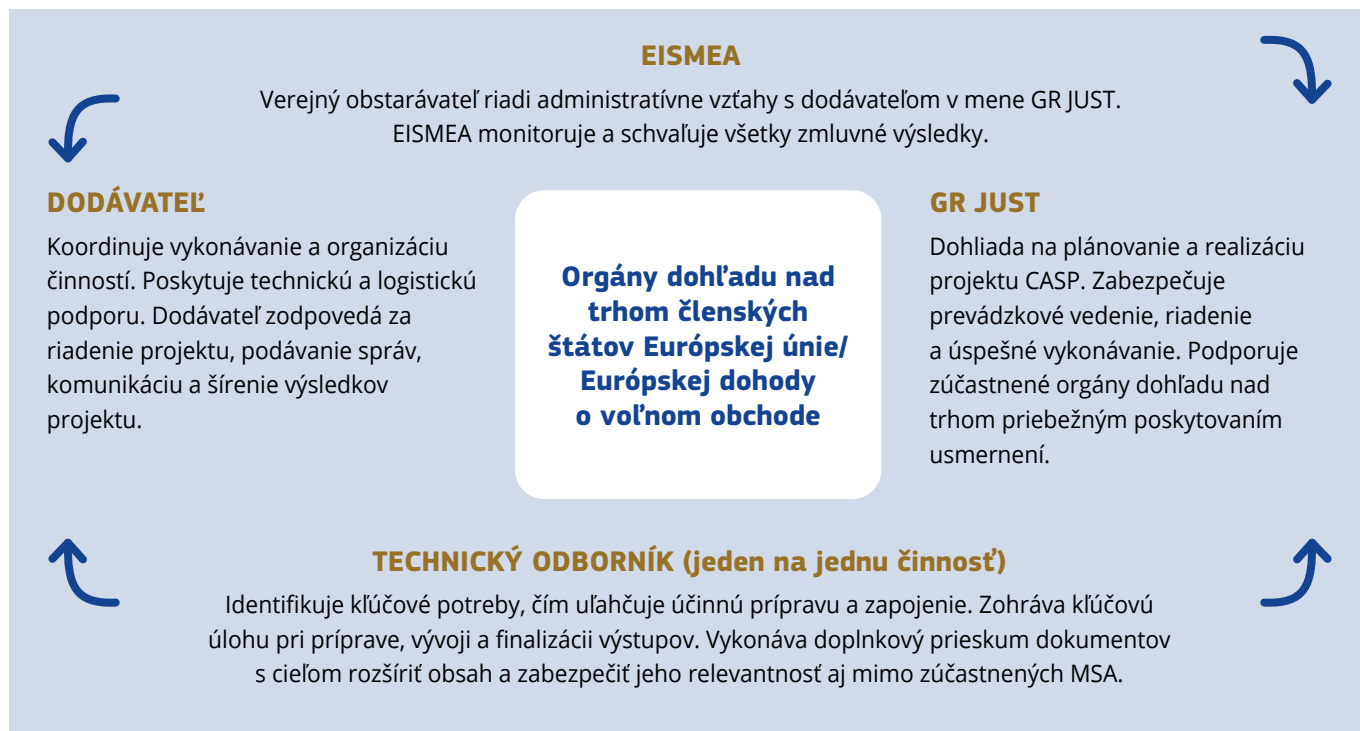 EISMEA
Verejný obstarávateľ riadi administratívne vzťahy s dodávateľom v mene GR JUST.
EISMEA monitoruje a schvaľuje všetky zmluvné výsledky.
DODÁVATEĽ
Koordinuje vykonávanie a organizáciu
činností. Poskytuje technickú a logistickú
podporu. Dodávateľ zodpovedá za
riadenie projektu, podávanie správ,
komunikáciu a šírenie výsledkov
projektu.
Orgány dohľadu nad
trhom členských
štátov Európskej únie/
Európskej dohody
o voľnom obchode
GR JUST
Dohliada na plánovanie a realizáciu
projektu CASP. Zabezpečuje
prevádzkové vedenie, riadenie
a úspešné vykonávanie. Podporuje
zúčastnené orgány dohľadu nad
trhom priebežným poskytovaním
usmernení.
TECHNICKÝ ODBORNÍK (jeden na jednu činnosť)
Identifikuje kľúčové potreby, čím uľahčuje účinnú prípravu a zapojenie. Zohráva kľúčovú
úlohu pri príprave, vývoji a finalizácii výstupov. Vykonáva doplnkový prieskum dokumentov
s cieľom rozšíriť obsah a zabezpečiť jeho relevantnosť aj mimo zúčastnených MSA.